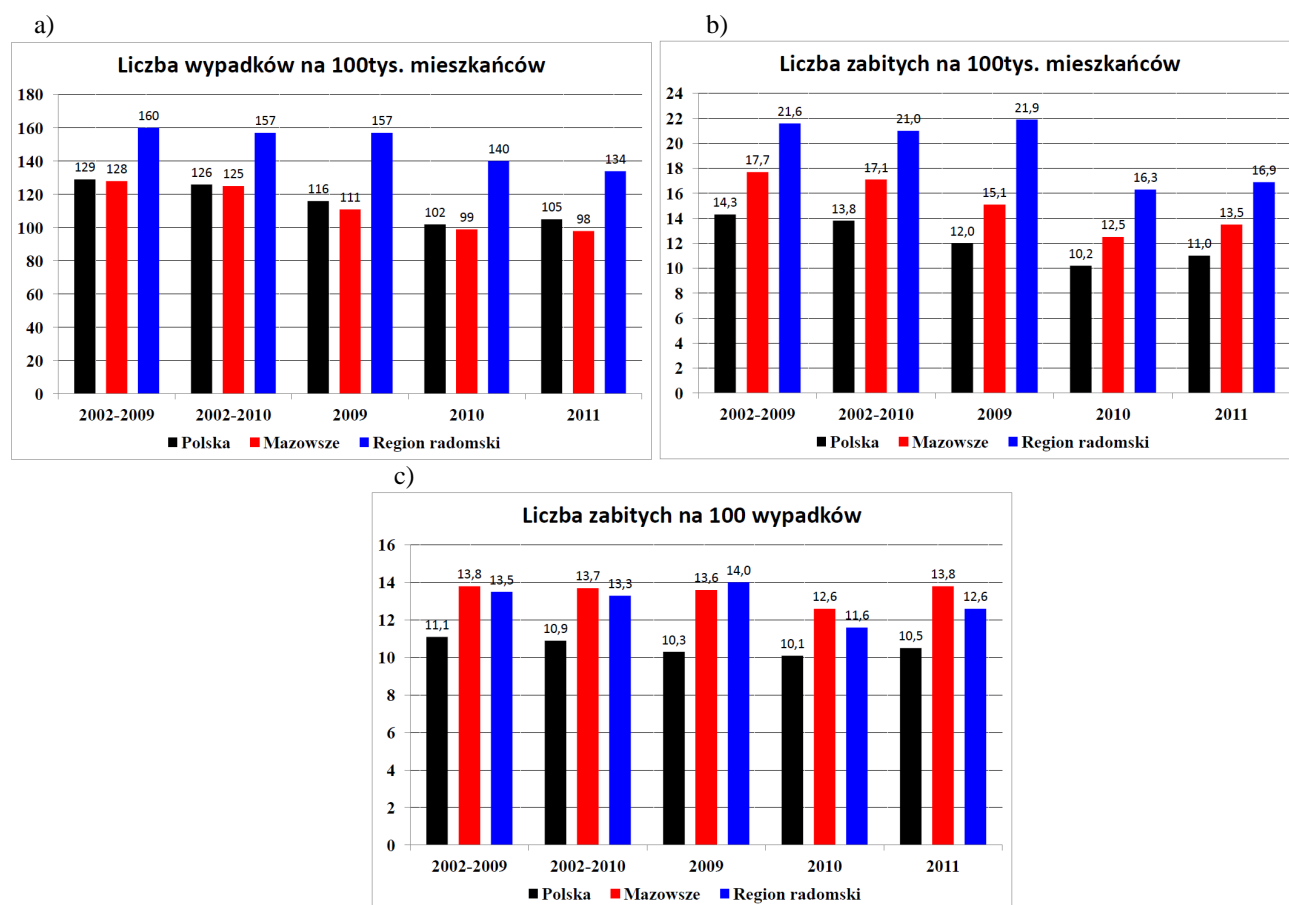 a)
Liczba wypadków na 100tys. mieszkańców
180
160
140
120
100
80
60
40
20
0
129 128 160
126 125 157
116 111 157
102 99 140
105 98 134
2002-2009 2002-2010 2009 2010 2011
Polska Mazowsze Region radomski
b)
Liczba zabitych na 100tys. mieszkańców
24
22
20
18
16
14
12
10
8
6
4
2
0
14,3 17,7 21,6
13,8 17,1 21,0
12,0 15,1 21,9
10,2 12,5 16,3
11,0 13,5 16,9
2002-2009 2002-2010 2009 2010 2011
Polska Mazowsze Region radomski
c)
Liczba zabitych na 100 wypadków
16
14
12
10
8
6
4
2
0
11,1 13,8 13,5
10,9 13,7 13,3
10,3 13,6 14,0
10,1 12,6 11,6
10,5 13,8 12,6
2002-2009 2002-2010 2009 2010 2011
Polska Mazowsze Region radomski